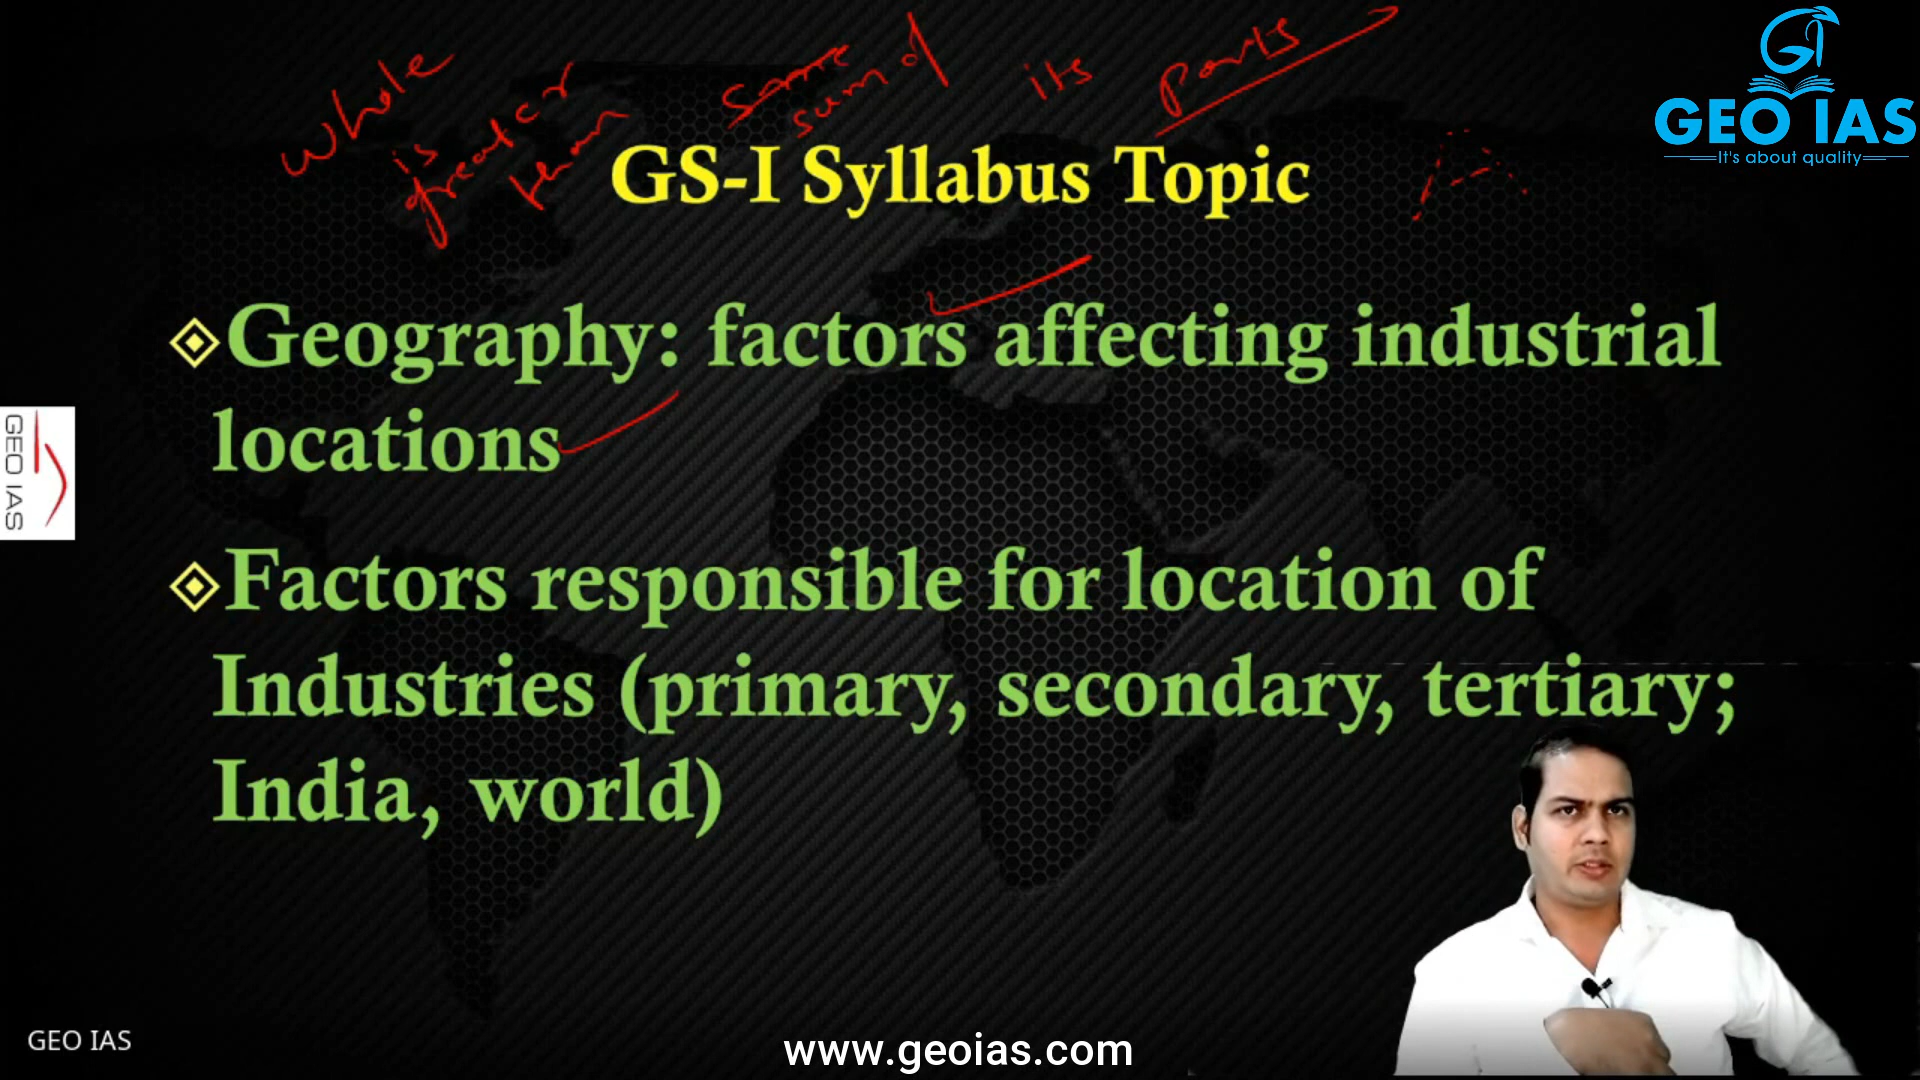 whole is greater than same sum of its parts
GEO IAS
It's about quality
GS-I Syllabus Topic
Geography: factors affecting industrial
locations
GEO IAS
Factors responsible for location of
Industries (primary, secondary, tertiary;
India, world)
GEO IAS
www.geoias.com